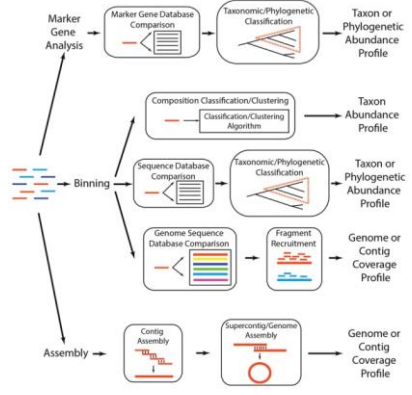 Marker
Gene
Analysis
Marker Gene Database
Comparison
Taxonomic/Phylogenetic
Classification
Taxon or
Phylogenetic
Abundance
Profile
Composition Classification/Clustering
Classification/Clustering
Algorithm
Taxon
Abundance
Profile
Binning
Sequence Database
Comparison
Taxonomic/Phylogenetic
Classification
Taxon or
Phylogenetic
Abundance
Profile
Genome Sequence
Database Comparison
Fragment
Recruitment
Genome or
Contig
Coverage
Profile
Assembly
Contig
Assembly
Supercontig/Genome
Assembly
Genome or
Contig
Coverage
Profile